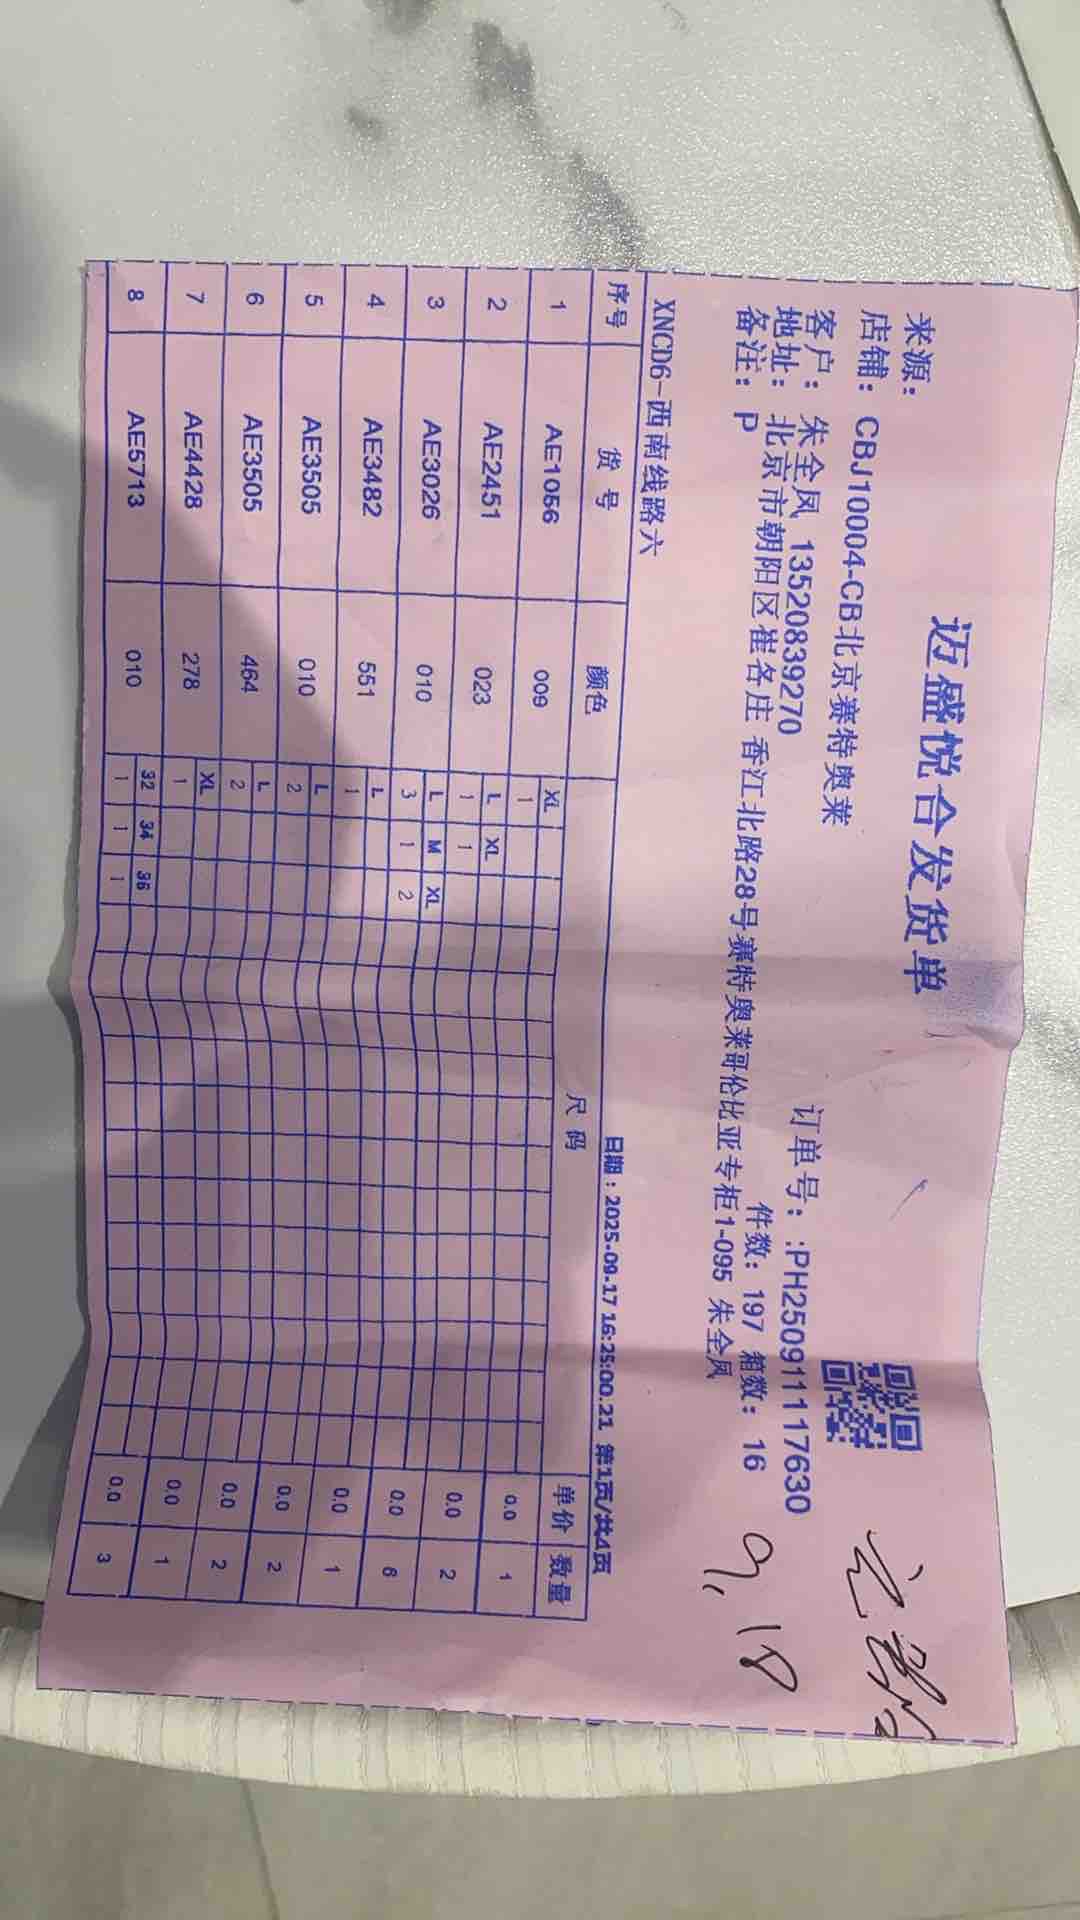 迈盛悦合发货单
来源:
店铺: CBJ10004-CB北京赛特奥莱
订单号: :PH2509111117630
客户: 朱全凤 13520839270
件数: 197 箱数: 16
地址: 北京市朝阳区崔各庄 香江北路28号赛特奥莱哥伦比亚专柜1-095 朱全凤
备注: P
9,18
XNCD6-西南线路六
日期：2025-09-17 16:25:00.21 第1页/共4页
序号 货 号 颜色 尺 码 单价 数量
1 AE1056 009 XL 0.0 1
1
2 AE2451 023 L XL 0.0 2
1 1
3 AE3026 010 L M XL 0.0 6
3 1 2
4 AE3482 551 L 0.0 1
1
5 AE3505 010 L 0.0 2
2
6 AE3505 464 L 0.0 2
2
7 AE4428 278 XL 0.0 1
1
8 AE5713 010 32 34 36 0.0 3
1 1 1